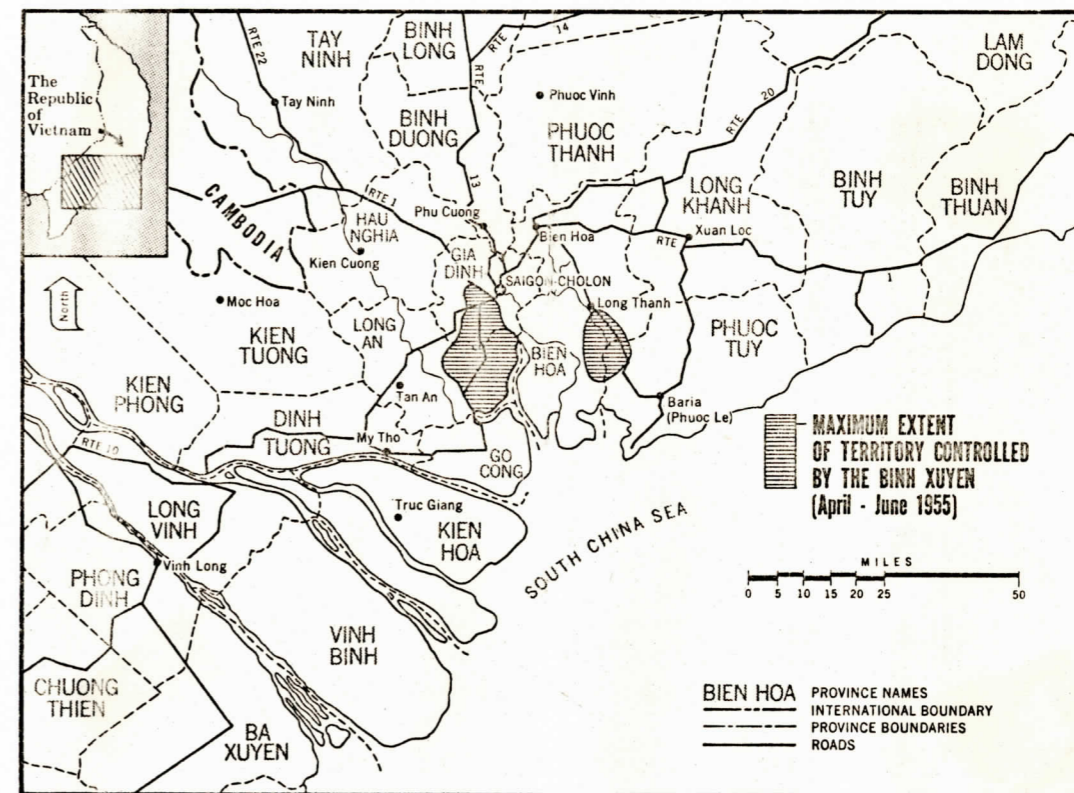 The
Republic
of
Vietnam
TAY
NINH
RTE 22
Tay Ninh
BINH
LONG
RTE
RTE
14
BINH
DUONG
13
Phuoc Vinh
PHUOC
THANH
RTE
20
LAM
DONG
BINH
TUY
BINH
THUAN
LONG
KHANH
Xuan Loc
RTE
1
CAMBODIA
RTE 1
HAU
NGHIA
Kien Cuong
Phu Cuong
GIA
DINH
Bien Hoa
SAIGON-CHOLON
Long Thanh
North
Moc Hoa
KIEN
TUONG
LONG
AN
BIEN
HOA
PHUOC
TUY
KIEN
PHONG
Tan An
Baria
(Phuoc Le)
DINH
TUONG
My Tho
GO
CONG
RTE 10
LONG
VINH
Truc Giang
KIEN
HOA
SOUTH CHINA SEA
PHONG
DINH
Vinh Long
VINH
BINH
CHUONG
THIEN
BA
XUYEN
MAXIMUM EXTENT
OF TERRITORY CONTROLLED
BY THE BINH XUYEN
(April - June 1955)
MILES
0 5 10 15 20 25 50
BIEN HOA PROVINCE NAMES
INTERNATIONAL BOUNDARY
PROVINCE BOUNDARIES
ROADS